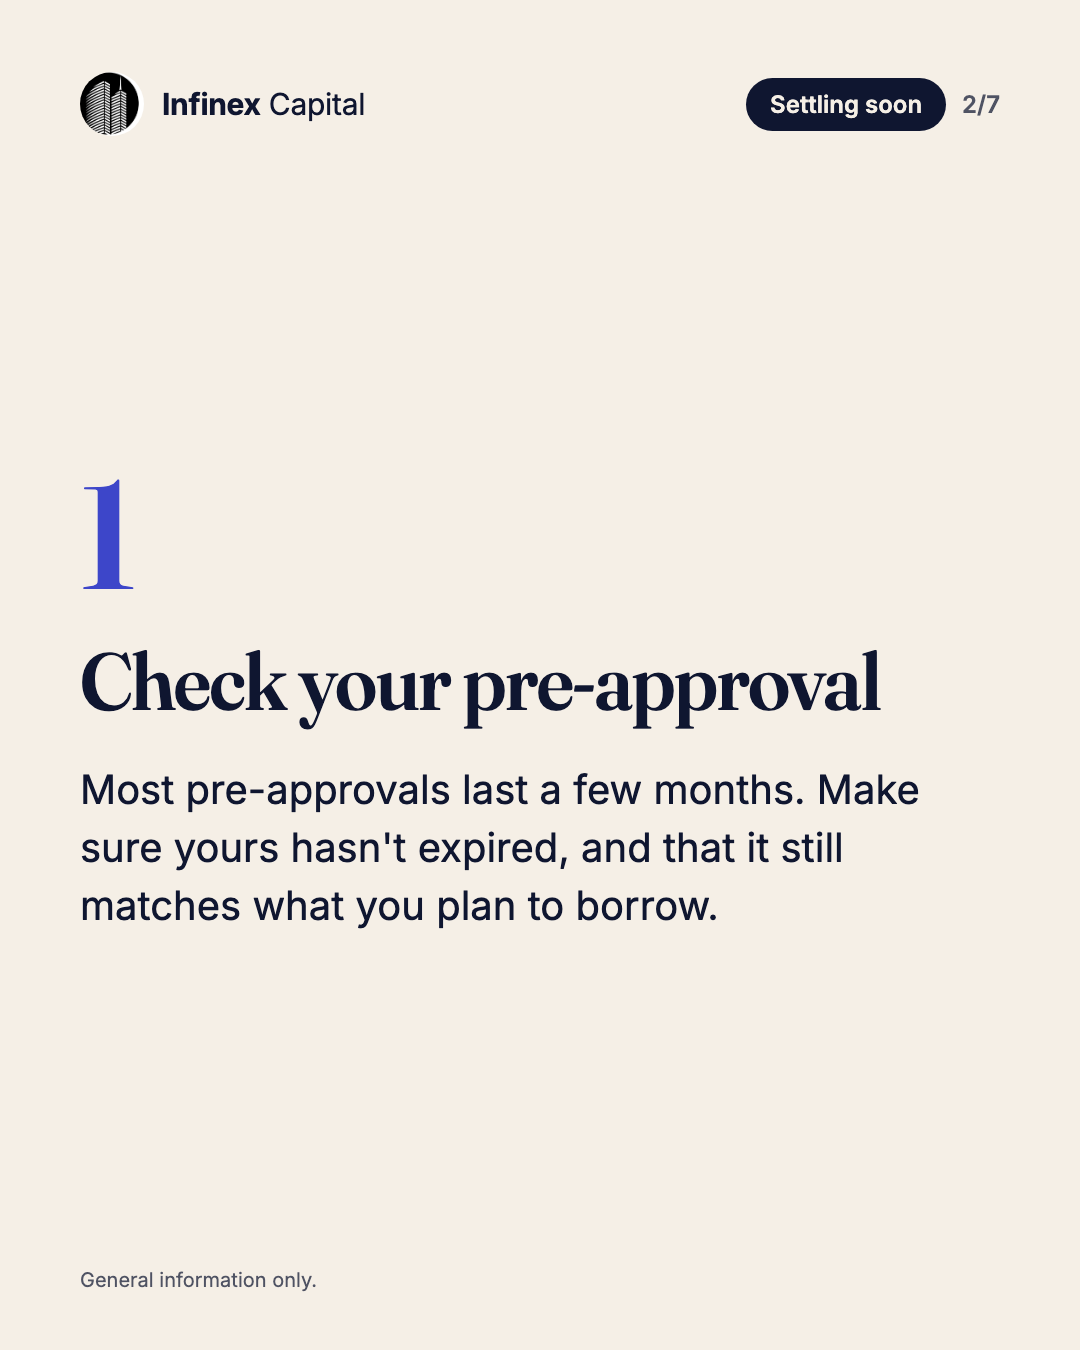 Infinex Capital
Settling soon
2/7
1
Check your pre-approval
Most pre-approvals last a few months. Make
sure yours hasn't expired, and that it still
matches what you plan to borrow.
General information only.